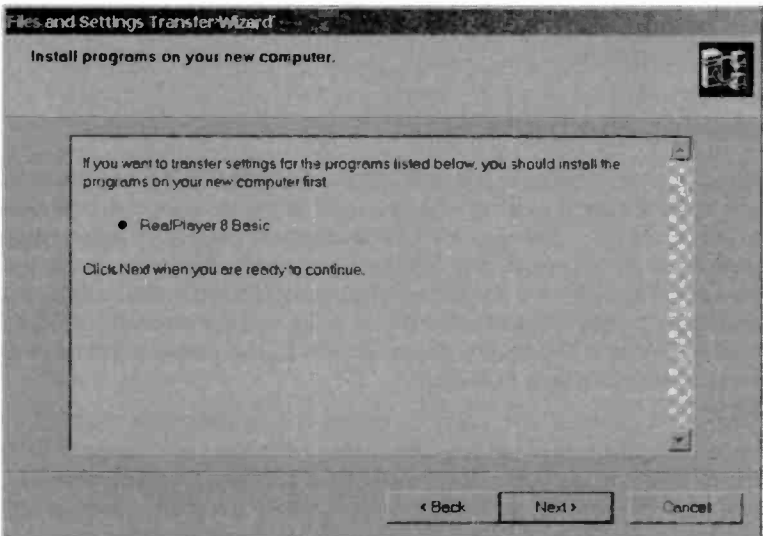 Files and Settings Transfer Wizard
Install programs on your new computer.
If you want to transfer settings for the programs listed below, you should install the
programs on your new computer first
● RealPlayer 8 Basic
Click Next when you are ready to continue.
< Back
Next >
Cancel